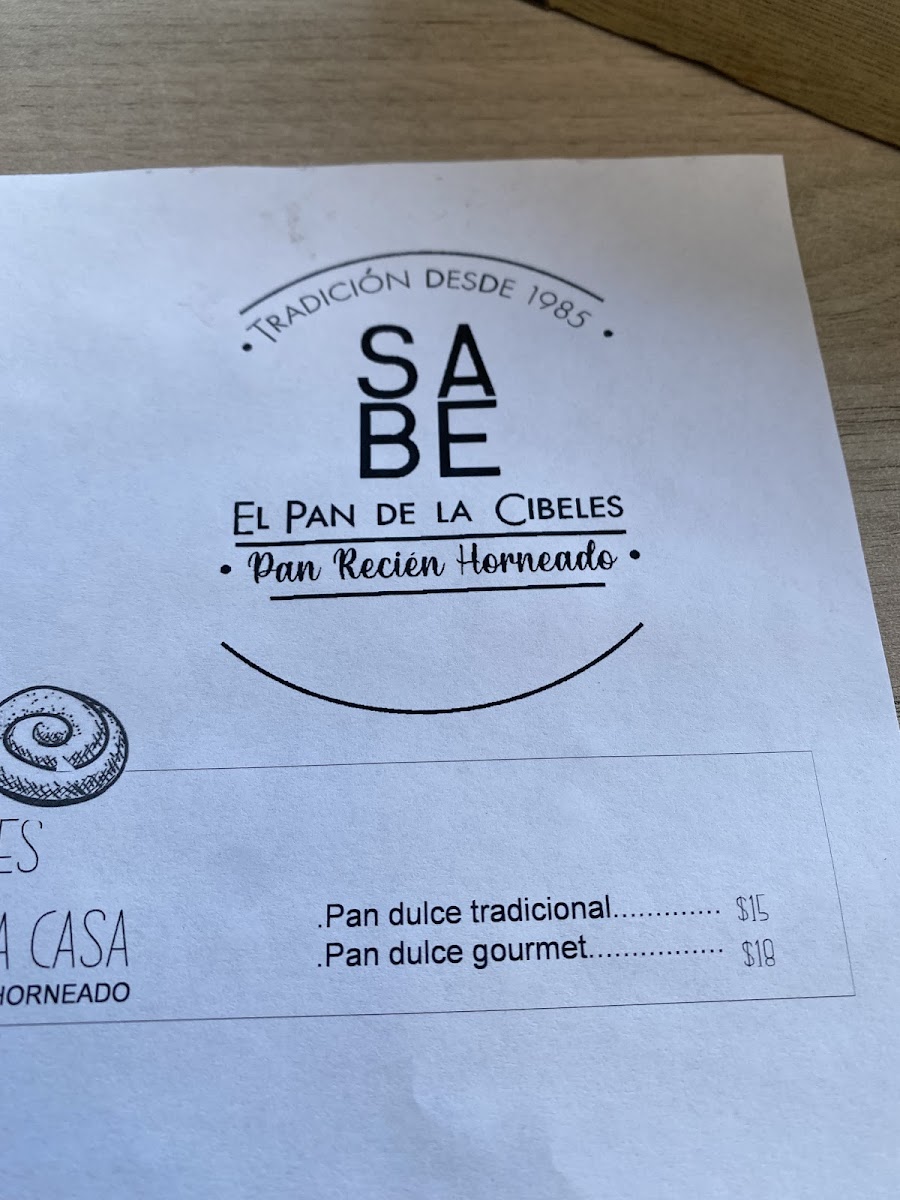 • TRADICIÓN DESDE 1985 •
SA
BE
EL PAN DE LA CIBELES
• Pan Recién Horneado •
ES
A CASA
HORNEADO
.Pan dulce tradicional............. $15
.Pan dulce gourmet................ $18